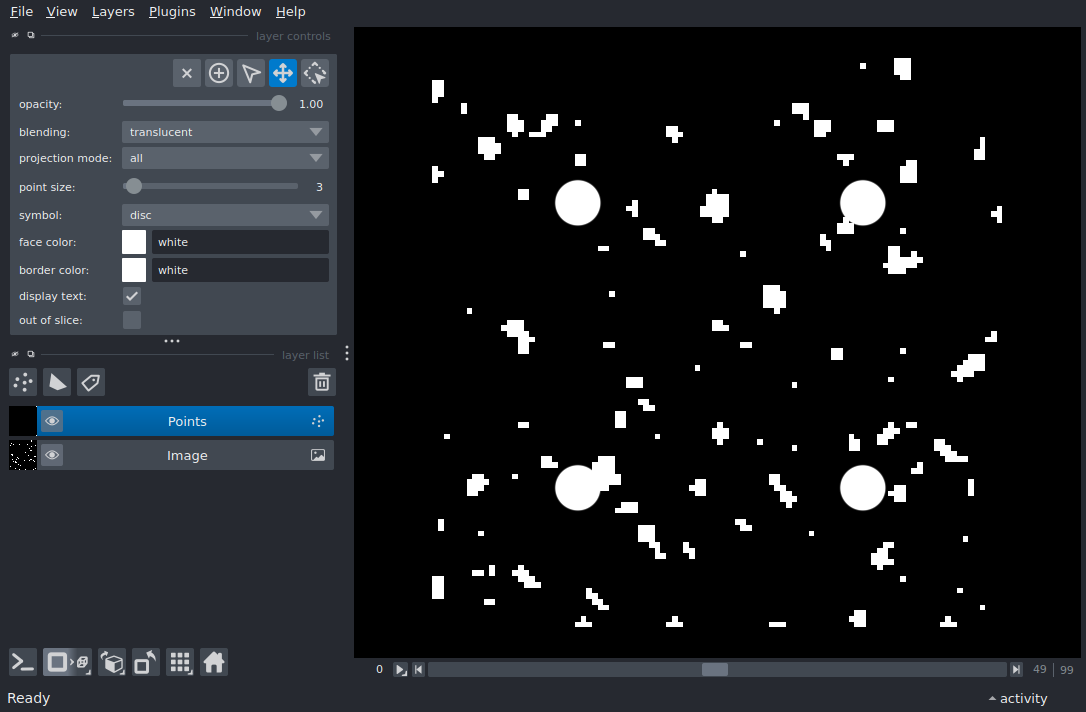 File View Layers Plugins Window Help
layer controls
opacity: 1.00
blending: translucent
projection mode: all
point size: 3
symbol: disc
face color: white
border color: white
display text:
out of slice:
layer list
Points
Image
0 49 99
Ready activity